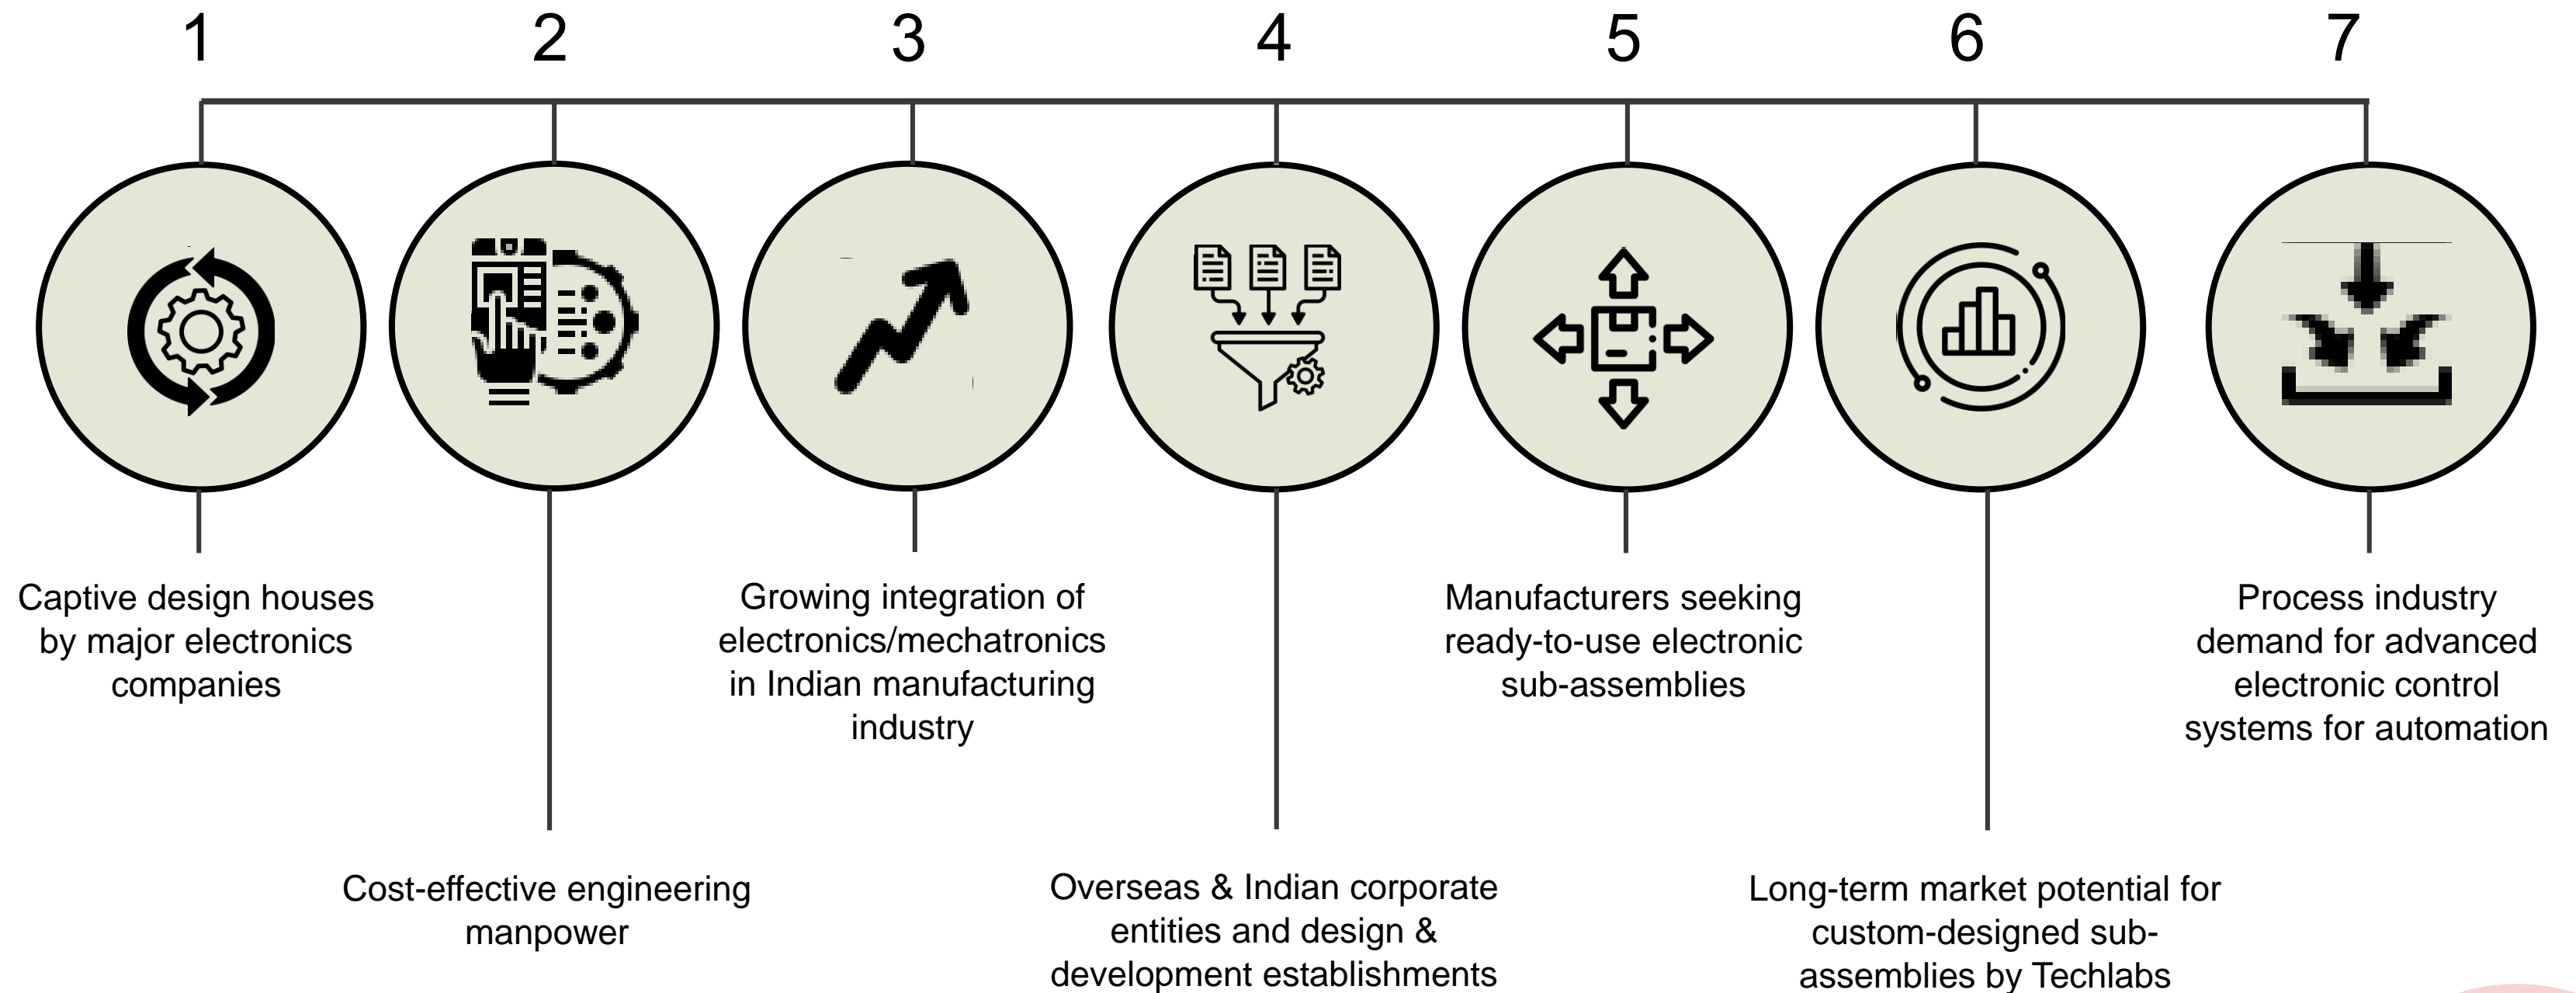 1
2
3
4
5
6
7
Captive design houses
by major electronics
companies
Cost-effective engineering
manpower
Growing integration of
electronics/mechatronics
in Indian manufacturing
industry
Overseas & Indian corporate
entities and design &
development establishments
Manufacturers seeking
ready-to-use electronic
sub-assemblies
Long-term market potential for
custom-designed sub-
assemblies by Techlabs
Process industry
demand for advanced
electronic control
systems for automation